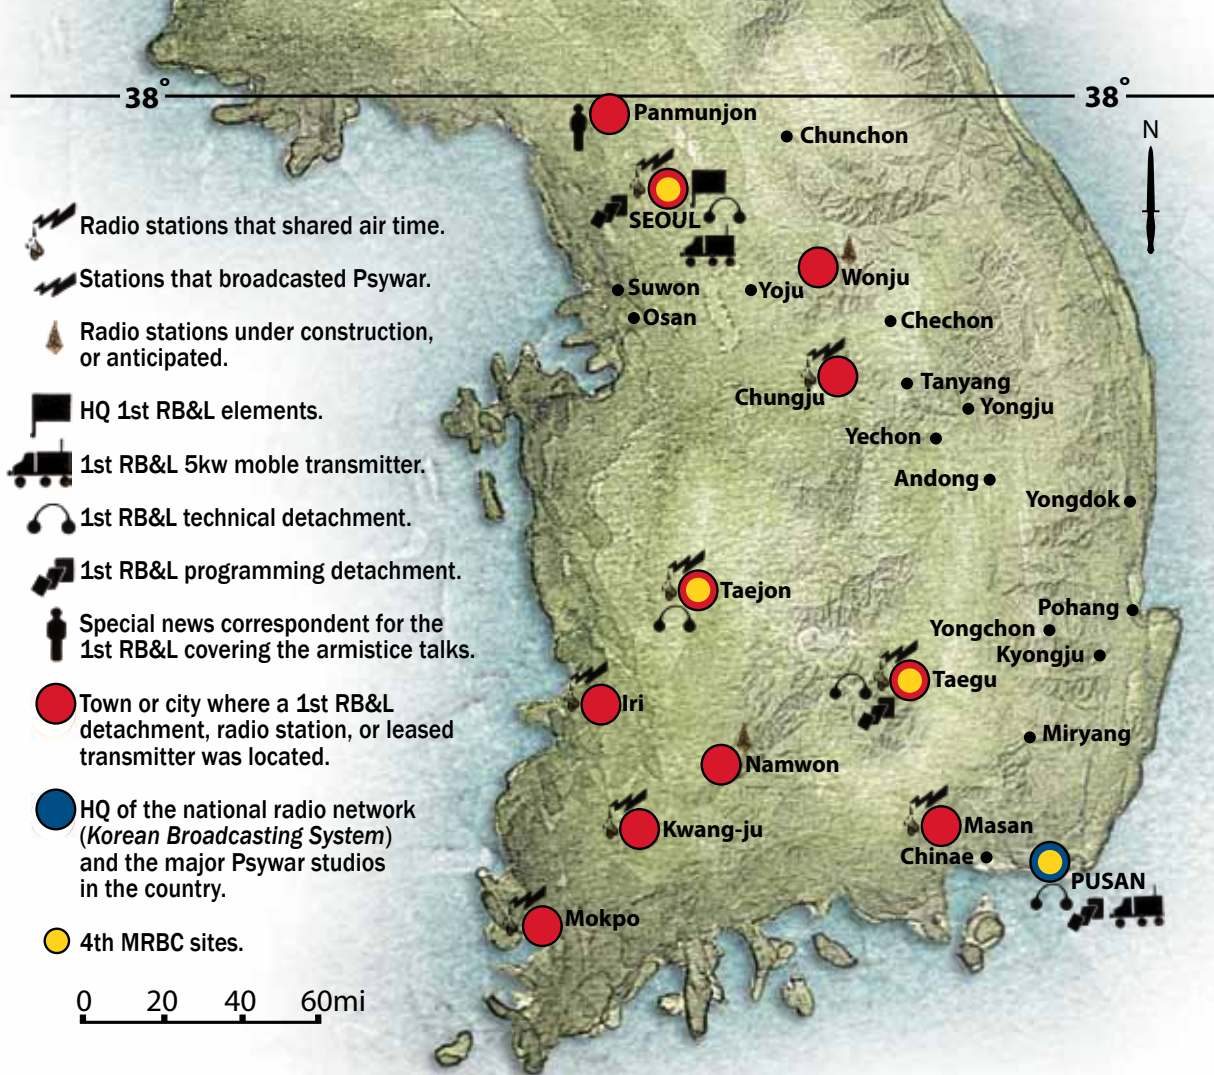 38°
38°
Panmunjon
Chunchon
N
SEOUL
Radio stations that shared air time.
Wonju
Stations that broadcasted Psywar.
Suwon
Yoju
Osan
Chechon
Radio stations under construction,
or anticipated.
Tanyang
Chungju
Yongju
HQ 1st RB&L elements.
Yechon
1st RB&L 5kw moble transmitter.
Andong
Yongdok
1st RB&L technical detachment.
1st RB&L programming detachment.
Taejon
Pohang
Special news correspondent for the
1st RB&L covering the armistice talks.
Yongchon
Kyongju
Taegu
Town or city where a 1st RB&L
detachment, radio station, or leased
transmitter was located.
Iri
Miryang
Namwon
HQ of the national radio network
(Korean Broadcasting System)
and the major Psywar studios
in the country.
Kwang-ju
Masan
Chinae
PUSAN
Mokpo
4th MRBC sites.
0 20 40 60mi